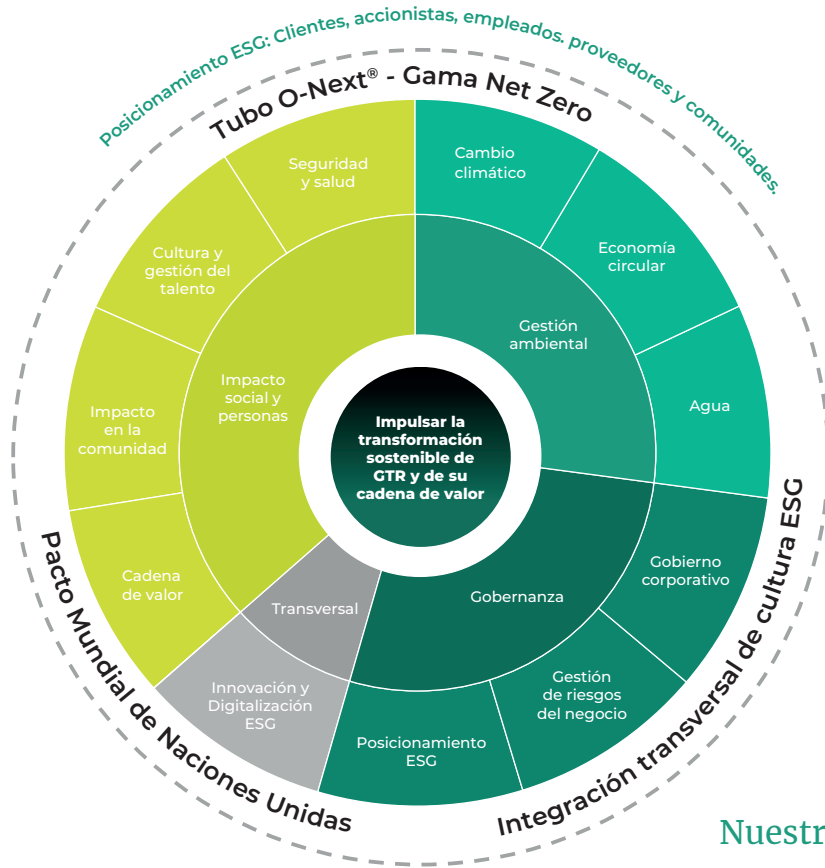 Posicionamiento ESG: Clientes, accionistas, empleados. proveedores y comunidades.
Tubo O-Next® - Gama Net Zero
Seguridad
y salud
Cambio
climático
Cultura y
gestión del
talento
Economía
circular
Gestión
ambiental
Impacto
social y
personas
Impacto
en la
comunidad
Agua
Impulsar la
transformación
sostenible de
GTR y de su
cadena de valor
Cadena
de valor
Transversal
Gobernanza
Gobierno
corporativo
Innovación y
Digitalización
ESG
Posicionamiento
ESG
Gestión
de riesgos
del negocio
Pacto Mundial de Naciones Unidas
Integración transversal de cultura ESG
Nuestr